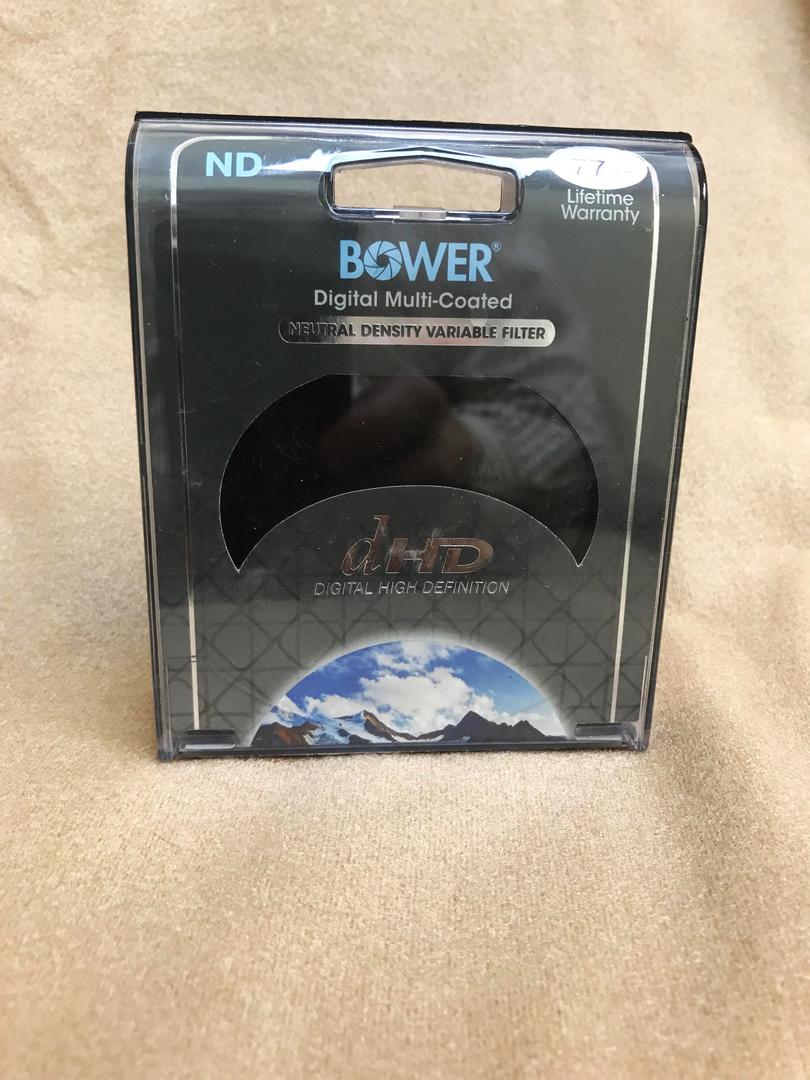 ND
77
Lifetime
Warranty
BOWER®
Digital Multi-Coated
NEUTRAL DENSITY VARIABLE FILTER
dHD
DIGITAL HIGH DEFINITION